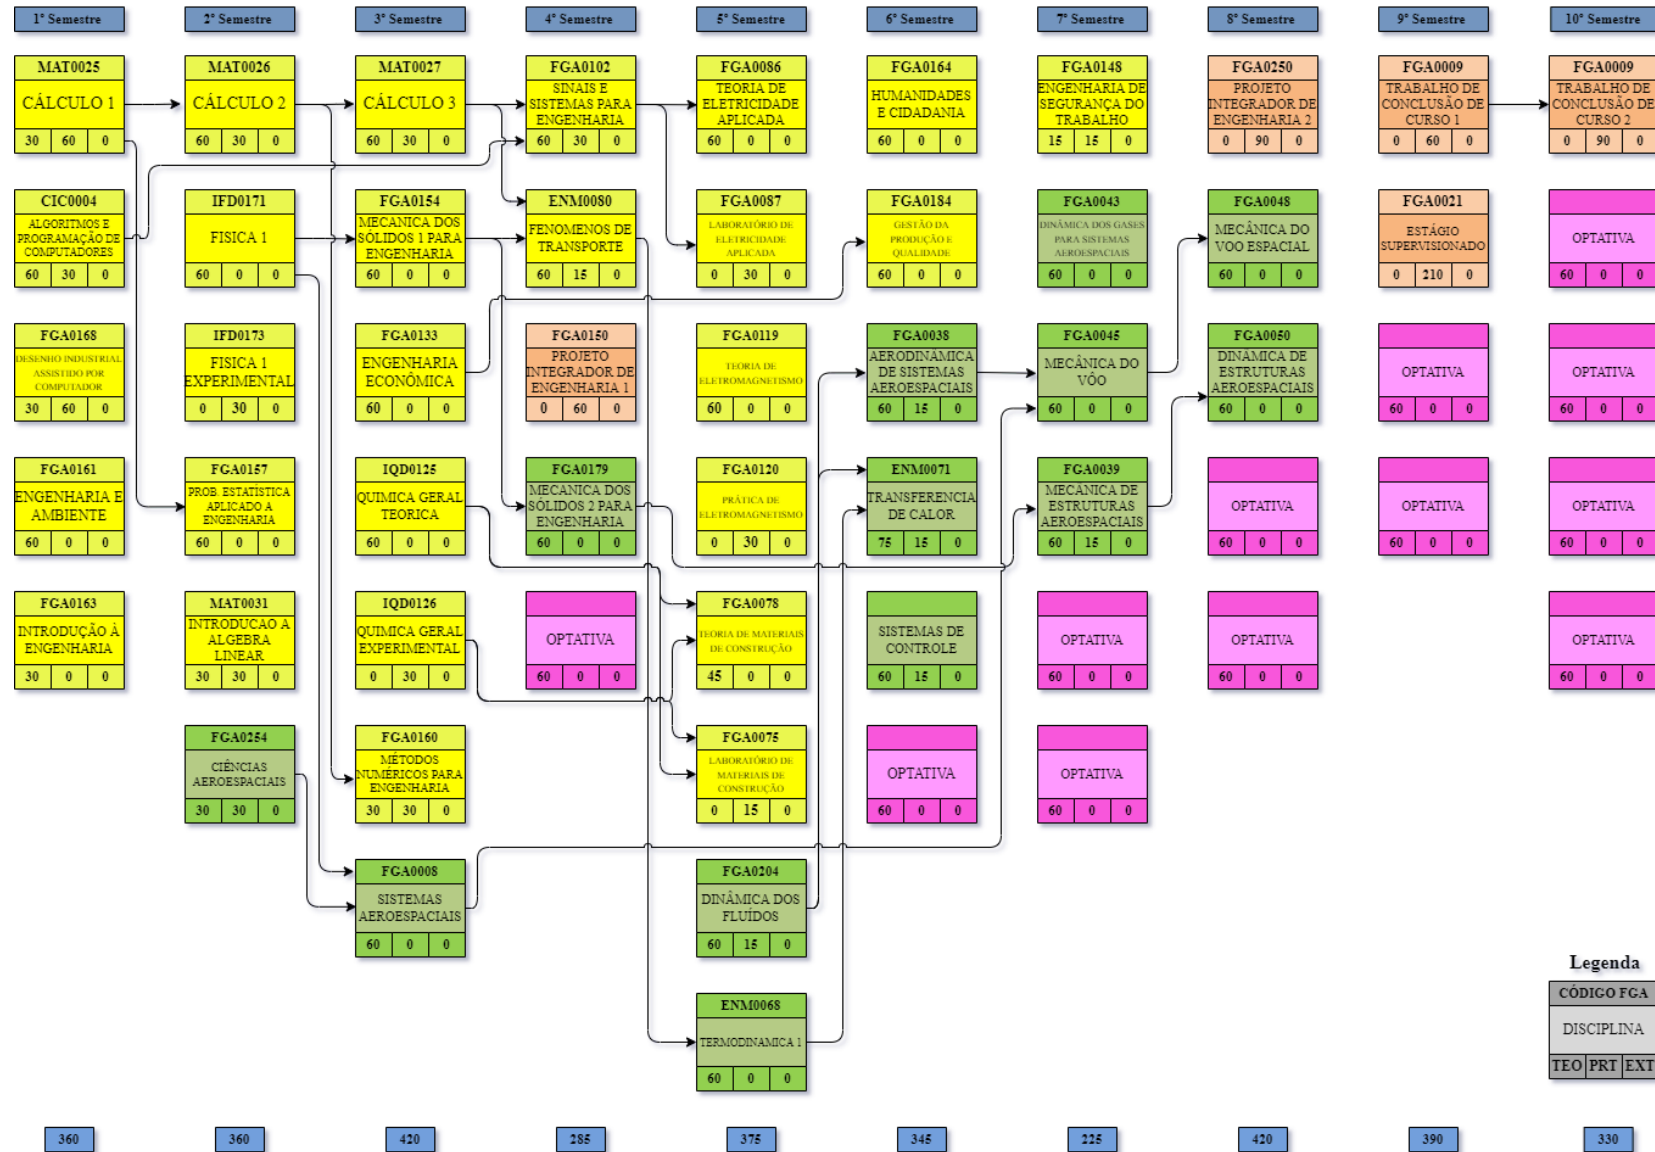 1º Semestre
2º Semestre
3º Semestre
4º Semestre
5º Semestre
6º Semestre
7º Semestre
8º Semestre
9º Semestre
10º Semestre
MAT0025
CÁLCULO 1
30 60 0
MAT0026
CÁLCULO 2
60 30 0
MAT0027
CÁLCULO 3
60 30 0
FGA0102
SINAIS E
SISTEMAS PARA
ENGENHARIA
60 30 0
FGA0086
TEORIA DE
ELETRICIDADE
APLICADA
60 0 0
FGA0164
HUMANIDADES
E CIDADANIA
60 0 0
FGA0148
ENGENHARIA DE
SEGURANÇA DO
TRABALHO
15 15 0
FGA0250
PROJETO
INTEGRADOR DE
ENGENHARIA 2
0 90 0
FGA0009
TRABALHO DE
CONCLUSÃO DE
CURSO 1
0 60 0
FGA0009
TRABALHO DE
CONCLUSÃO DE
CURSO 2
0 90 0
CIC0004
ALGORITMOS E
PROGRAMAÇÃO DE
COMPUTADORES
60 30 0
IFD0171
FISICA 1
60 0 0
FGA0154
MECANICA DOS
SÓLIDOS 1 PARA
ENGENHARIA
60 0 0
ENM0080
FENOMENOS DE
TRANSPORTE
60 15 0
FGA0087
LABORATÓRIO DE
ELETRICIDADE
APLICADA
0 30 0
FGA0184
GESTÃO DA
PRODUÇÃO E
QUALIDADE
60 0 0
FGA0043
DINÂMICA DOS GASES
PARA SISTEMAS
AEROESPACIAIS
60 0 0
FGA0048
MECÂNICA DO
VOO ESPACIAL
60 0 0
FGA0021
ESTÁGIO
SUPERVISIONADO
0 210 0
OPTATIVA
60 0 0
FGA0168
DESENHO INDUSTRIAL
ASSISTIDO POR
COMPUTADOR
30 60 0
IFD0173
FISICA 1
EXPERIMENTAL
0 30 0
FGA0133
ENGENHARIA
ECONÔMICA
60 0 0
FGA0150
PROJETO
INTEGRADOR DE
ENGENHARIA 1
0 60 0
FGA0119
TEORIA DE
ELETROMAGNETISMO
60 0 0
FGA0038
AERODINÂMICA
DE SISTEMAS
AEROESPACIAIS
60 15 0
FGA0045
MECÂNICA DO
VÔO
60 0 0
FGA0050
DINÂMICA DE
ESTRUTURAS
AEROESPACIAIS
60 0 0
OPTATIVA
60 0 0
OPTATIVA
60 0 0
FGA0161
ENGENHARIA E
AMBIENTE
60 0 0
FGA0157
PROB. ESTATÍSTICA
APLICADO A
ENGENHARIA
60 0 0
IQD0125
QUIMICA GERAL
TEORICA
60 0 0
FGA0179
MECANICA DOS
SÓLIDOS 2 PARA
ENGENHARIA
60 0 0
FGA0120
PRÁTICA DE
ELETROMAGNETISMO
0 30 0
ENM0071
TRANSFERENCIA
DE CALOR
75 15 0
FGA0039
MECÂNICA DE
ESTRUTURAS
AEROESPACIAIS
60 15 0
OPTATIVA
60 0 0
OPTATIVA
60 0 0
OPTATIVA
60 0 0
FGA0163
INTRODUÇÃO À
ENGENHARIA
30 0 0
MAT0031
INTRODUCAO A
ALGEBRA
LINEAR
30 30 0
IQD0126
QUIMICA GERAL
EXPERIMENTAL
0 30 0
OPTATIVA
60 0 0
FGA0078
TEORIA DE MATERIAIS
DE CONSTRUÇÃO
45 0 0
SISTEMAS DE
CONTROLE
60 15 0
OPTATIVA
60 0 0
OPTATIVA
60 0 0
OPTATIVA
60 0 0
FGA0254
CIÊNCIAS
AEROESPACIAIS
30 30 0
FGA0160
MÉTODOS
NUMÉRICOS PARA
ENGENHARIA
30 30 0
FGA0075
LABORATÓRIO DE
MATERIAIS DE
CONSTRUÇÃO
0 15 0
OPTATIVA
60 0 0
OPTATIVA
60 0 0
FGA0008
SISTEMAS
AEROESPACIAIS
60 0 0
FGA0204
DINÂMICA DOS
FLUÍDOS
60 15 0
ENM0068
TERMODINAMICA 1
60 0 0
Legenda
CÓDIGO FGA
DISCIPLINA
TEO PRT EXT
360
360
420
285
375
345
225
420
390
330